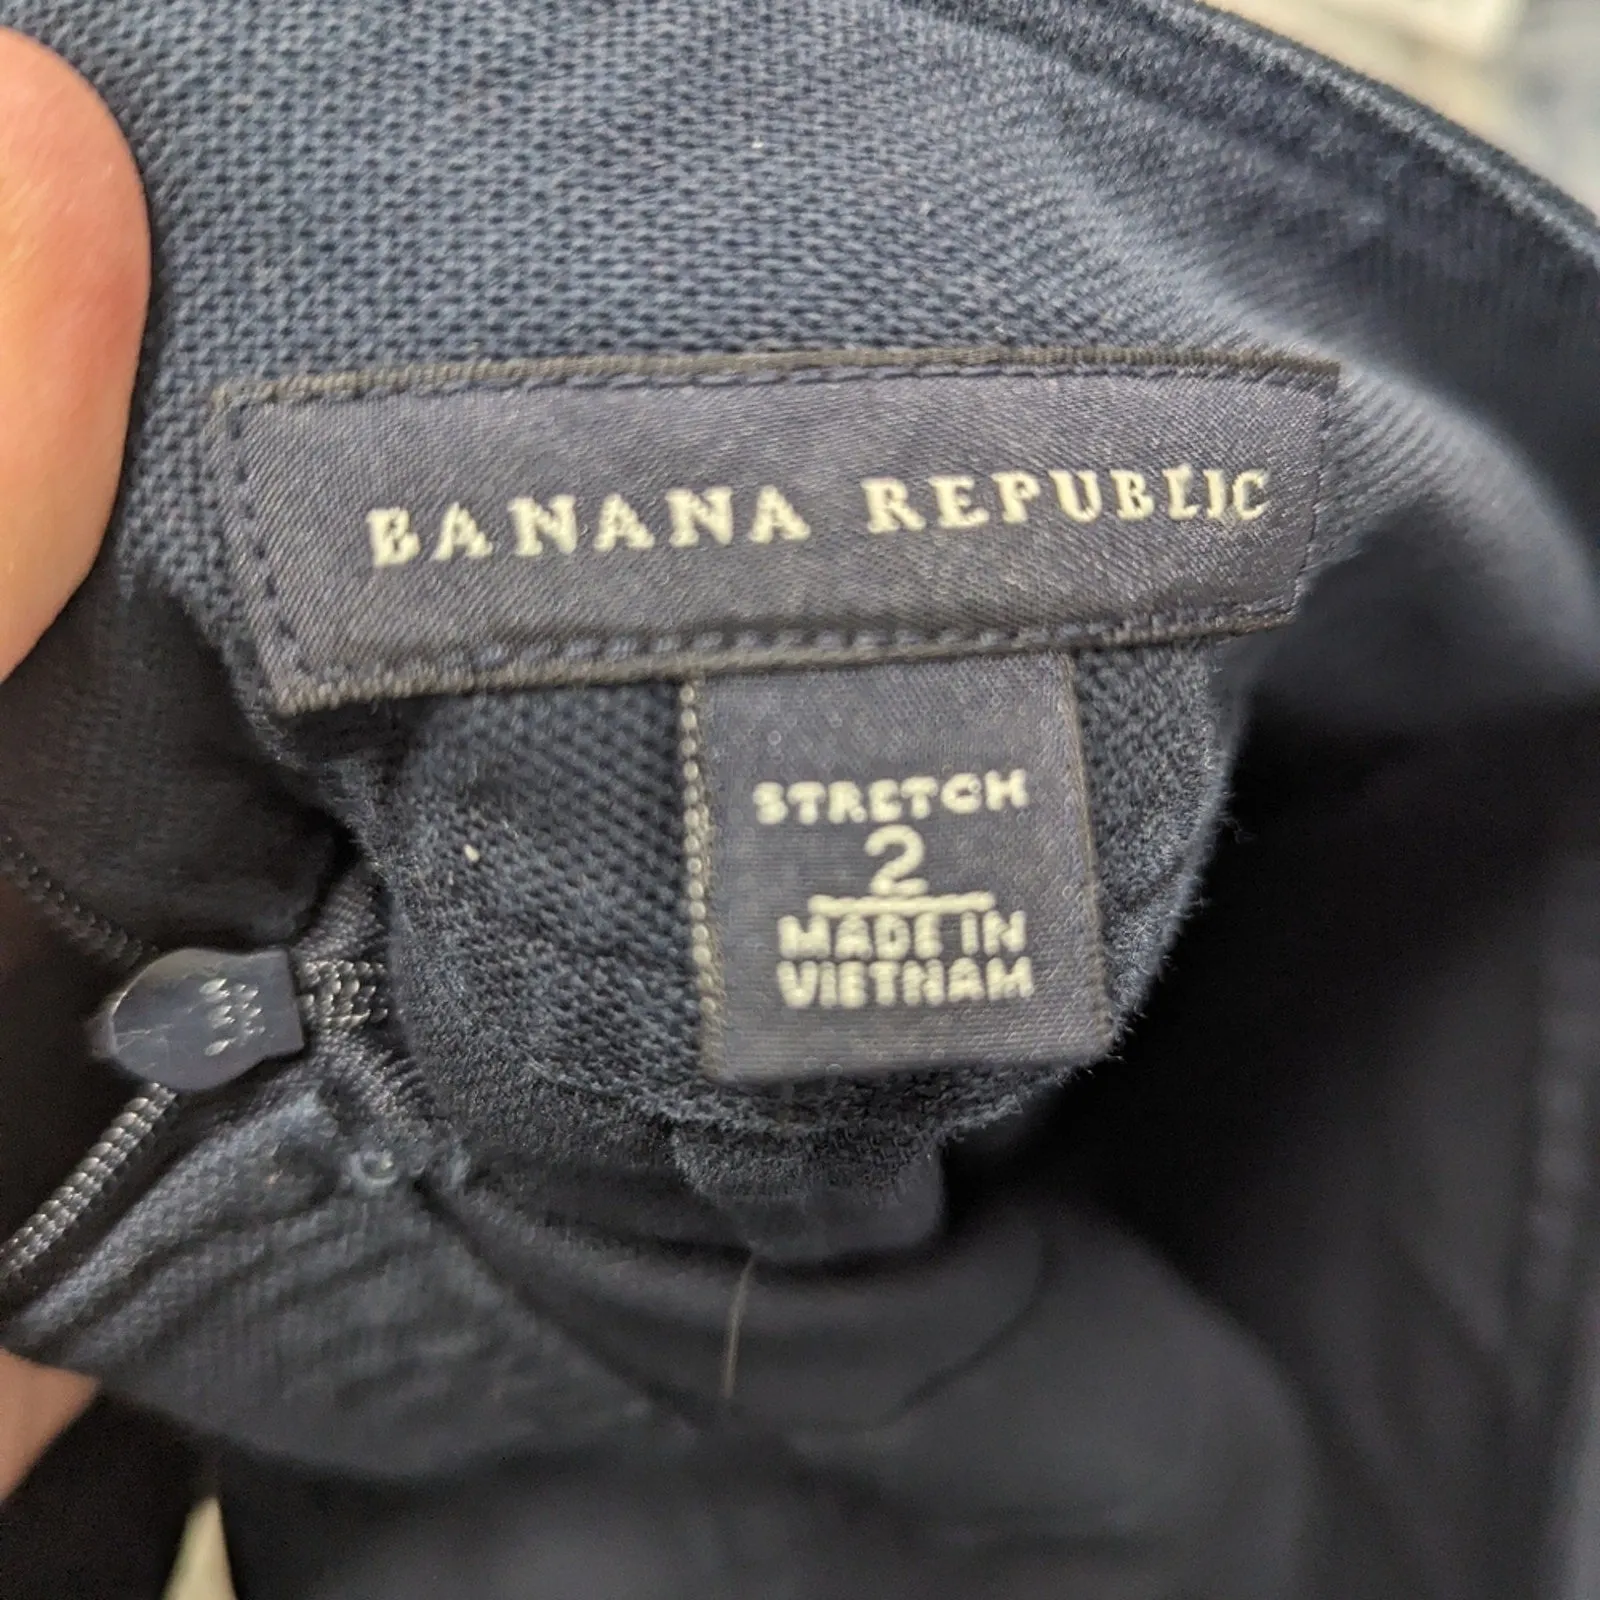 BANANA REPUBLIC
STRETCH
2
MADE IN
VIETNAM